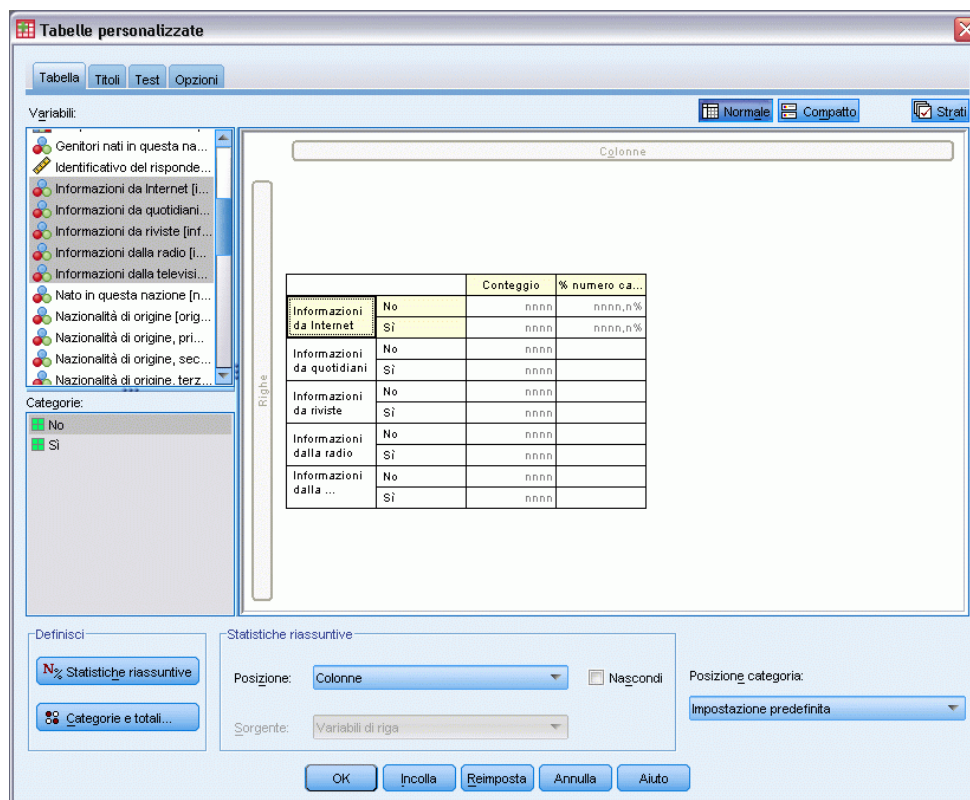 Tabelle personalizzate
Tabella Titoli Test Opzioni
Variabili:
Normale Compatto Strati
Genitori nati in questa na...
Identificativo del risponde...
Informazioni da Internet [i...
Informazioni da quotidiani...
Informazioni da riviste [inf...
Informazioni dalla radio [i...
Informazioni dalla televisi...
Nato in questa nazione [n...
Nazionalità di origine [orig...
Nazionalità di origine, pri...
Nazionalità di origine, sec...
Nazionalità di origine, terz...
Categorie:
No
Sì
Colonne
Righe
Conteggio % numero ca...
Informazioni da Internet No nnnn nnnn,n%
Sì nnnn nnnn,n%
Informazioni da quotidiani No nnnn
Sì nnnn
Informazioni da riviste No nnnn
Sì nnnn
Informazioni dalla radio No nnnn
Sì nnnn
Informazioni dalla ... No nnnn
Sì nnnn
Definisci
N% Statistiche riassuntive
Categorie e totali...
Statistiche riassuntive
Posizione: Colonne Nascondi
Sorgente: Variabili di riga
Posizione categoria:
Impostazione predefinita
OK Incolla Reimposta Annulla Aiuto